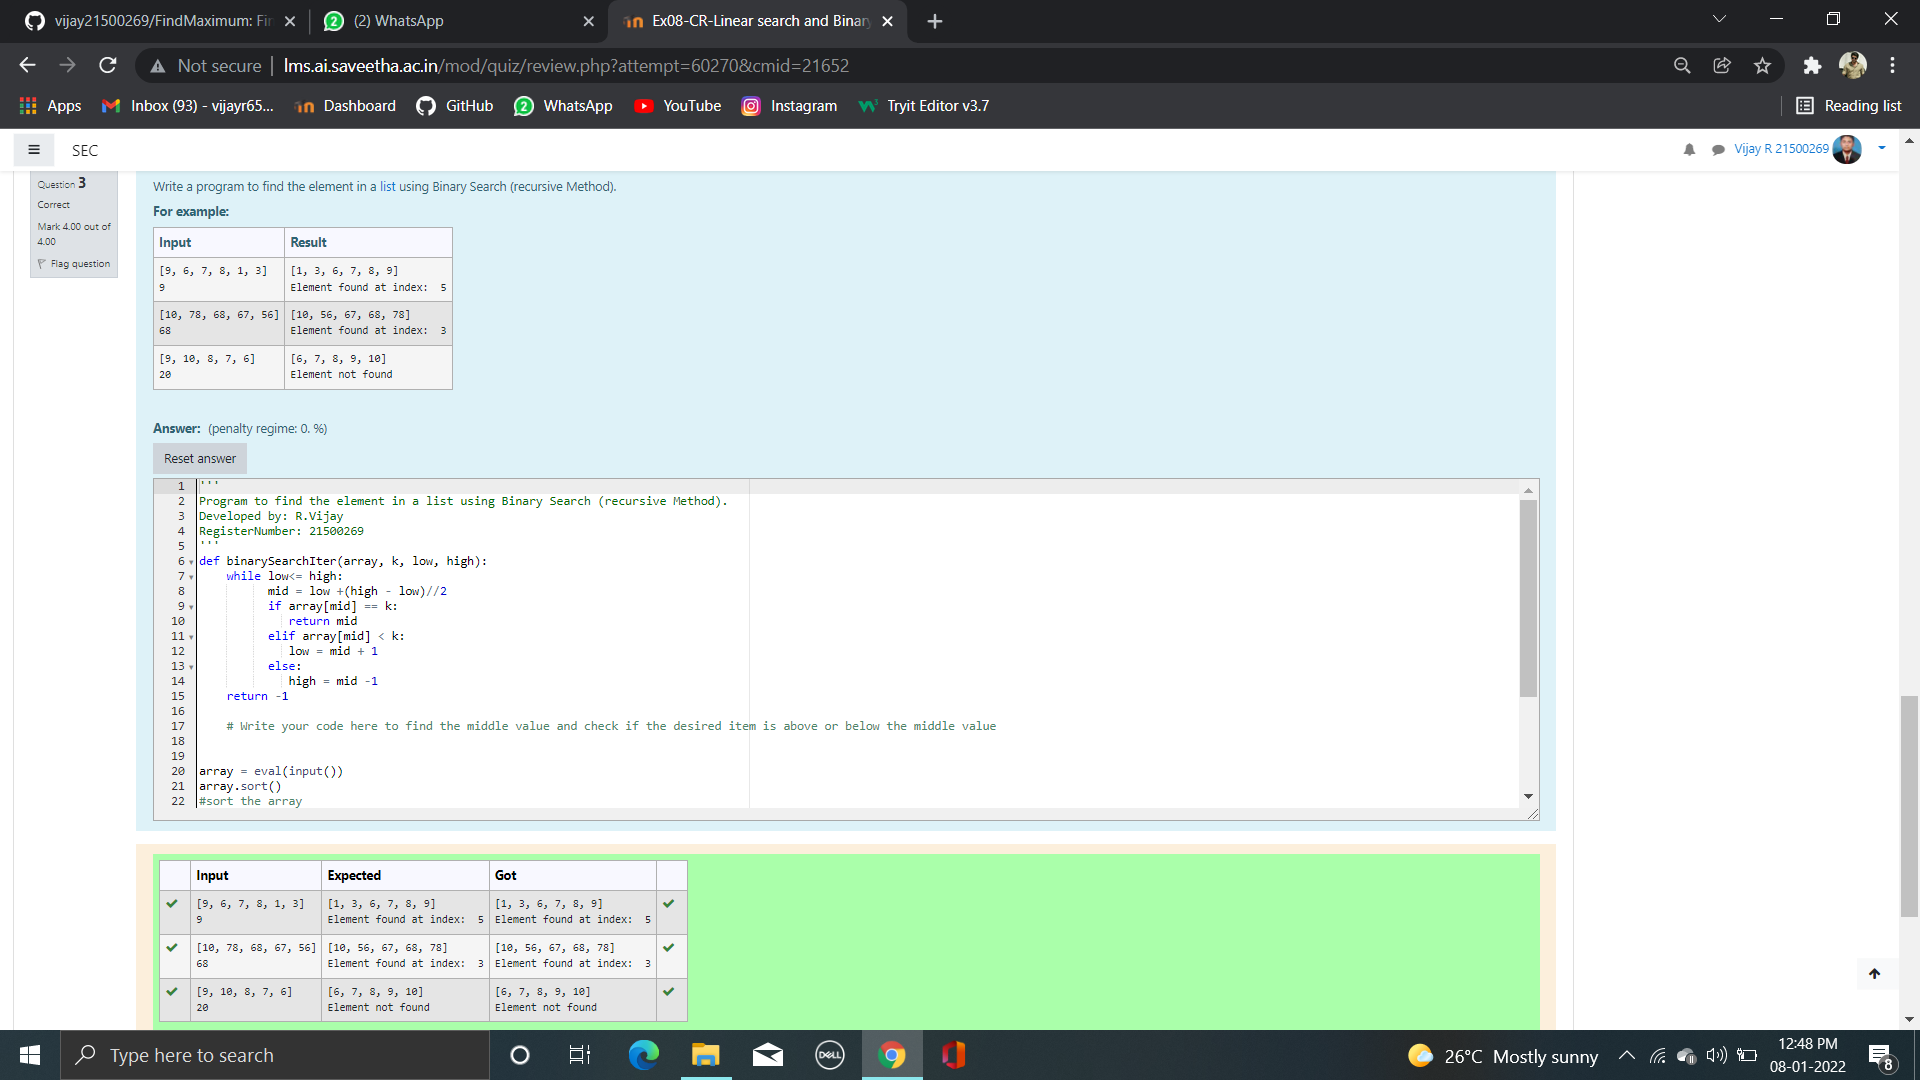 vijay21500269/FindMaximum: Fin
(2) WhatsApp
Ex08-CR-Linear search and Binary
Not secure | lms.ai.saveetha.ac.in/mod/quiz/review.php?attempt=60270&cmid=21652
Apps
Inbox (93) - vijayr65...
Dashboard
GitHub
WhatsApp
YouTube
Instagram
Tryit Editor v3.7
Reading list
SEC
Vijay R 21500269
Question 3
Correct
Mark 4.00 out of
4.00
Flag question
Write a program to find the element in a list using Binary Search (recursive Method).
For example:
Input Result
[9, 6, 7, 8, 1, 3] [1, 3, 6, 7, 8, 9]
9 Element found at index:  5
[10, 78, 68, 67, 56] [10, 56, 67, 68, 78]
68 Element found at index:  3
[9, 10, 8, 7, 6] [6, 7, 8, 9, 10]
20 Element not found
Answer: (penalty regime: 0. %)
Reset answer
1 '''
2 Program to find the element in a list using Binary Search (recursive Method).
3 Developed by: R.Vijay
4 RegisterNumber: 21500269
5 '''
6 def binarySearchIter(array, k, low, high):
7 while low<= high:
8 mid = low +(high - low)//2
9 if array[mid] == k:
10 return mid
11 elif array[mid] < k:
12 low = mid + 1
13 else:
14 high = mid -1
15 return -1
16
17 # Write your code here to find the middle value and check if the desired item is above or below the middle value
18
19
20 array = eval(input())
21 array.sort()
22 #sort the array
Input Expected Got
[9, 6, 7, 8, 1, 3] [1, 3, 6, 7, 8, 9] [1, 3, 6, 7, 8, 9]
9 Element found at index:  5 Element found at index:  5
[10, 78, 68, 67, 56] [10, 56, 67, 68, 78] [10, 56, 67, 68, 78]
68 Element found at index:  3 Element found at index:  3
[9, 10, 8, 7, 6] [6, 7, 8, 9, 10] [6, 7, 8, 9, 10]
20 Element not found Element not found
Type here to search
DELL
26°C Mostly sunny
12:48 PM
08-01-2022
8